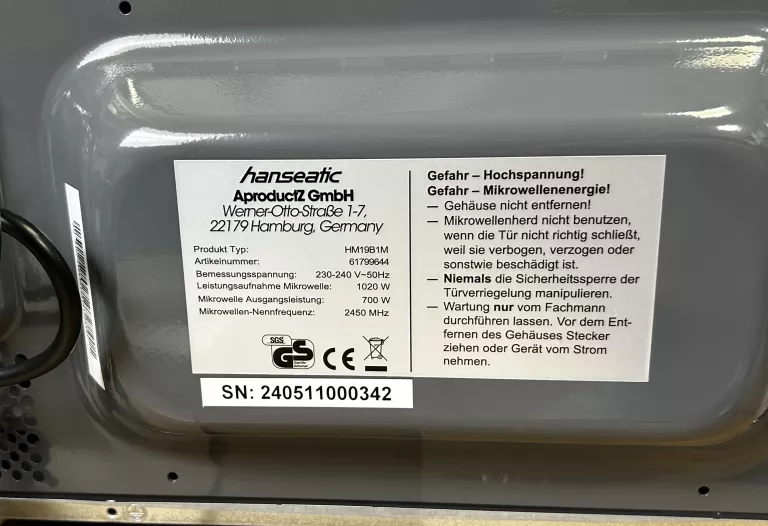 hanseatic
AproductZ GmbH
Werner-Otto-Straße 1-7,
22179 Hamburg, Germany
Produkt Typ: HM19B1M
Artikelnummer: 61799644
Bemessungsspannung: 230-240 V~50Hz
Leistungsaufnahme Mikrowelle: 1020 W
Mikrowelle Ausgangsleistung: 700 W
Mikrowellen-Nennfrequenz: 2450 MHz
SGS
GS
CE
SN: 240511000342
Gefahr – Hochspannung!
Gefahr – Mikrowellenenergie!
— Gehäuse nicht entfernen!
— Mikrowellenherd nicht benutzen,
wenn die Tür nicht richtig schließt,
weil sie verbogen, verzogen oder
sonstwie beschädigt ist.
— Niemals die Sicherheitssperre der
Türverriegelung manipulieren.
— Wartung nur vom Fachmann
durchführen lassen. Vor dem Ent-
fernen des Gehäuses Stecker
ziehen oder Gerät vom Strom
nehmen.